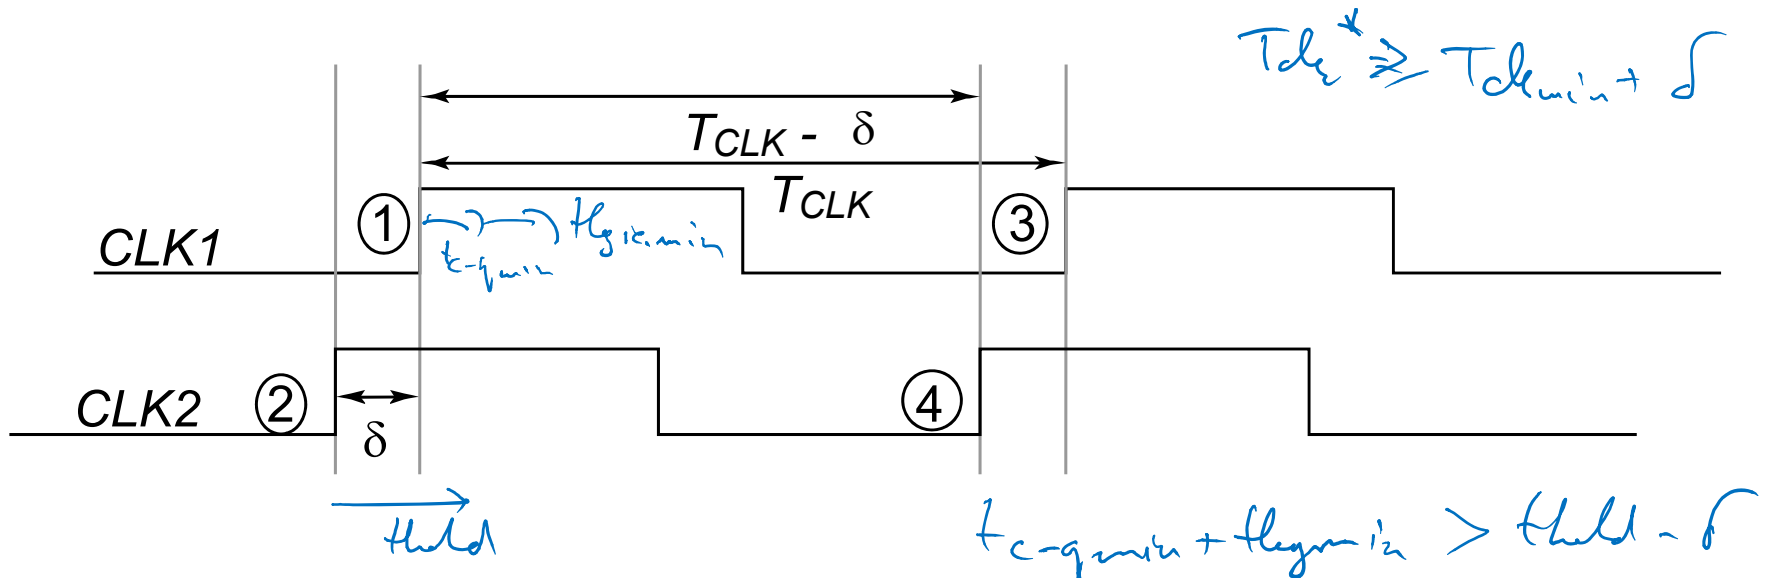 Tclk* ≥ Tclkmin + δ
TCLK - δ
TCLK
1
3
tc-qmin
tlogic,min
CLK1
CLK2
2
4
δ
thold
tc-qmin + tlogmin > thold - δ